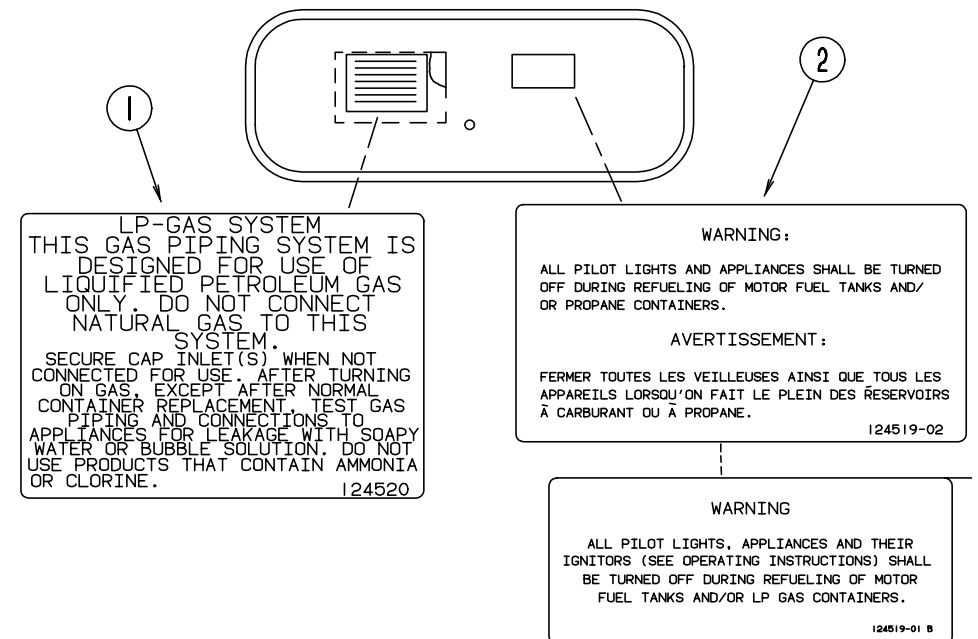 1
2
LP-GAS SYSTEM
THIS GAS PIPING SYSTEM IS
DESIGNED FOR USE OF
LIQUIFIED PETROLEUM GAS
ONLY. DO NOT CONNECT
NATURAL GAS TO THIS
SYSTEM.
SECURE CAP INLET(S) WHEN NOT
CONNECTED FOR USE. AFTER TURNING
ON GAS, EXCEPT AFTER NORMAL
CONTAINER REPLACEMENT, TEST GAS
PIPING AND CONNECTIONS TO
APPLIANCES FOR LEAKAGE WITH SOAPY
WATER OR BUBBLE SOLUTION. DO NOT
USE PRODUCTS THAT CONTAIN AMMONIA
OR CLORINE.
124520
WARNING:
ALL PILOT LIGHTS AND APPLIANCES SHALL BE TURNED
OFF DURING REFUELING OF MOTOR FUEL TANKS AND/
OR PROPANE CONTAINERS.
AVERTISSEMENT:
FERMER TOUTES LES VEILLEUSES AINSI QUE TOUS LES
APPAREILS LORSQU'ON FAIT LE PLEIN DES RESERVOIRS
À CARBURANT OU À PROPANE.
124519-02
WARNING
ALL PILOT LIGHTS, APPLIANCES AND THEIR
IGNITORS (SEE OPERATING INSTRUCTIONS) SHALL
BE TURNED OFF DURING REFUELING OF MOTOR
FUEL TANKS AND/OR LP GAS CONTAINERS.
124519-01 B